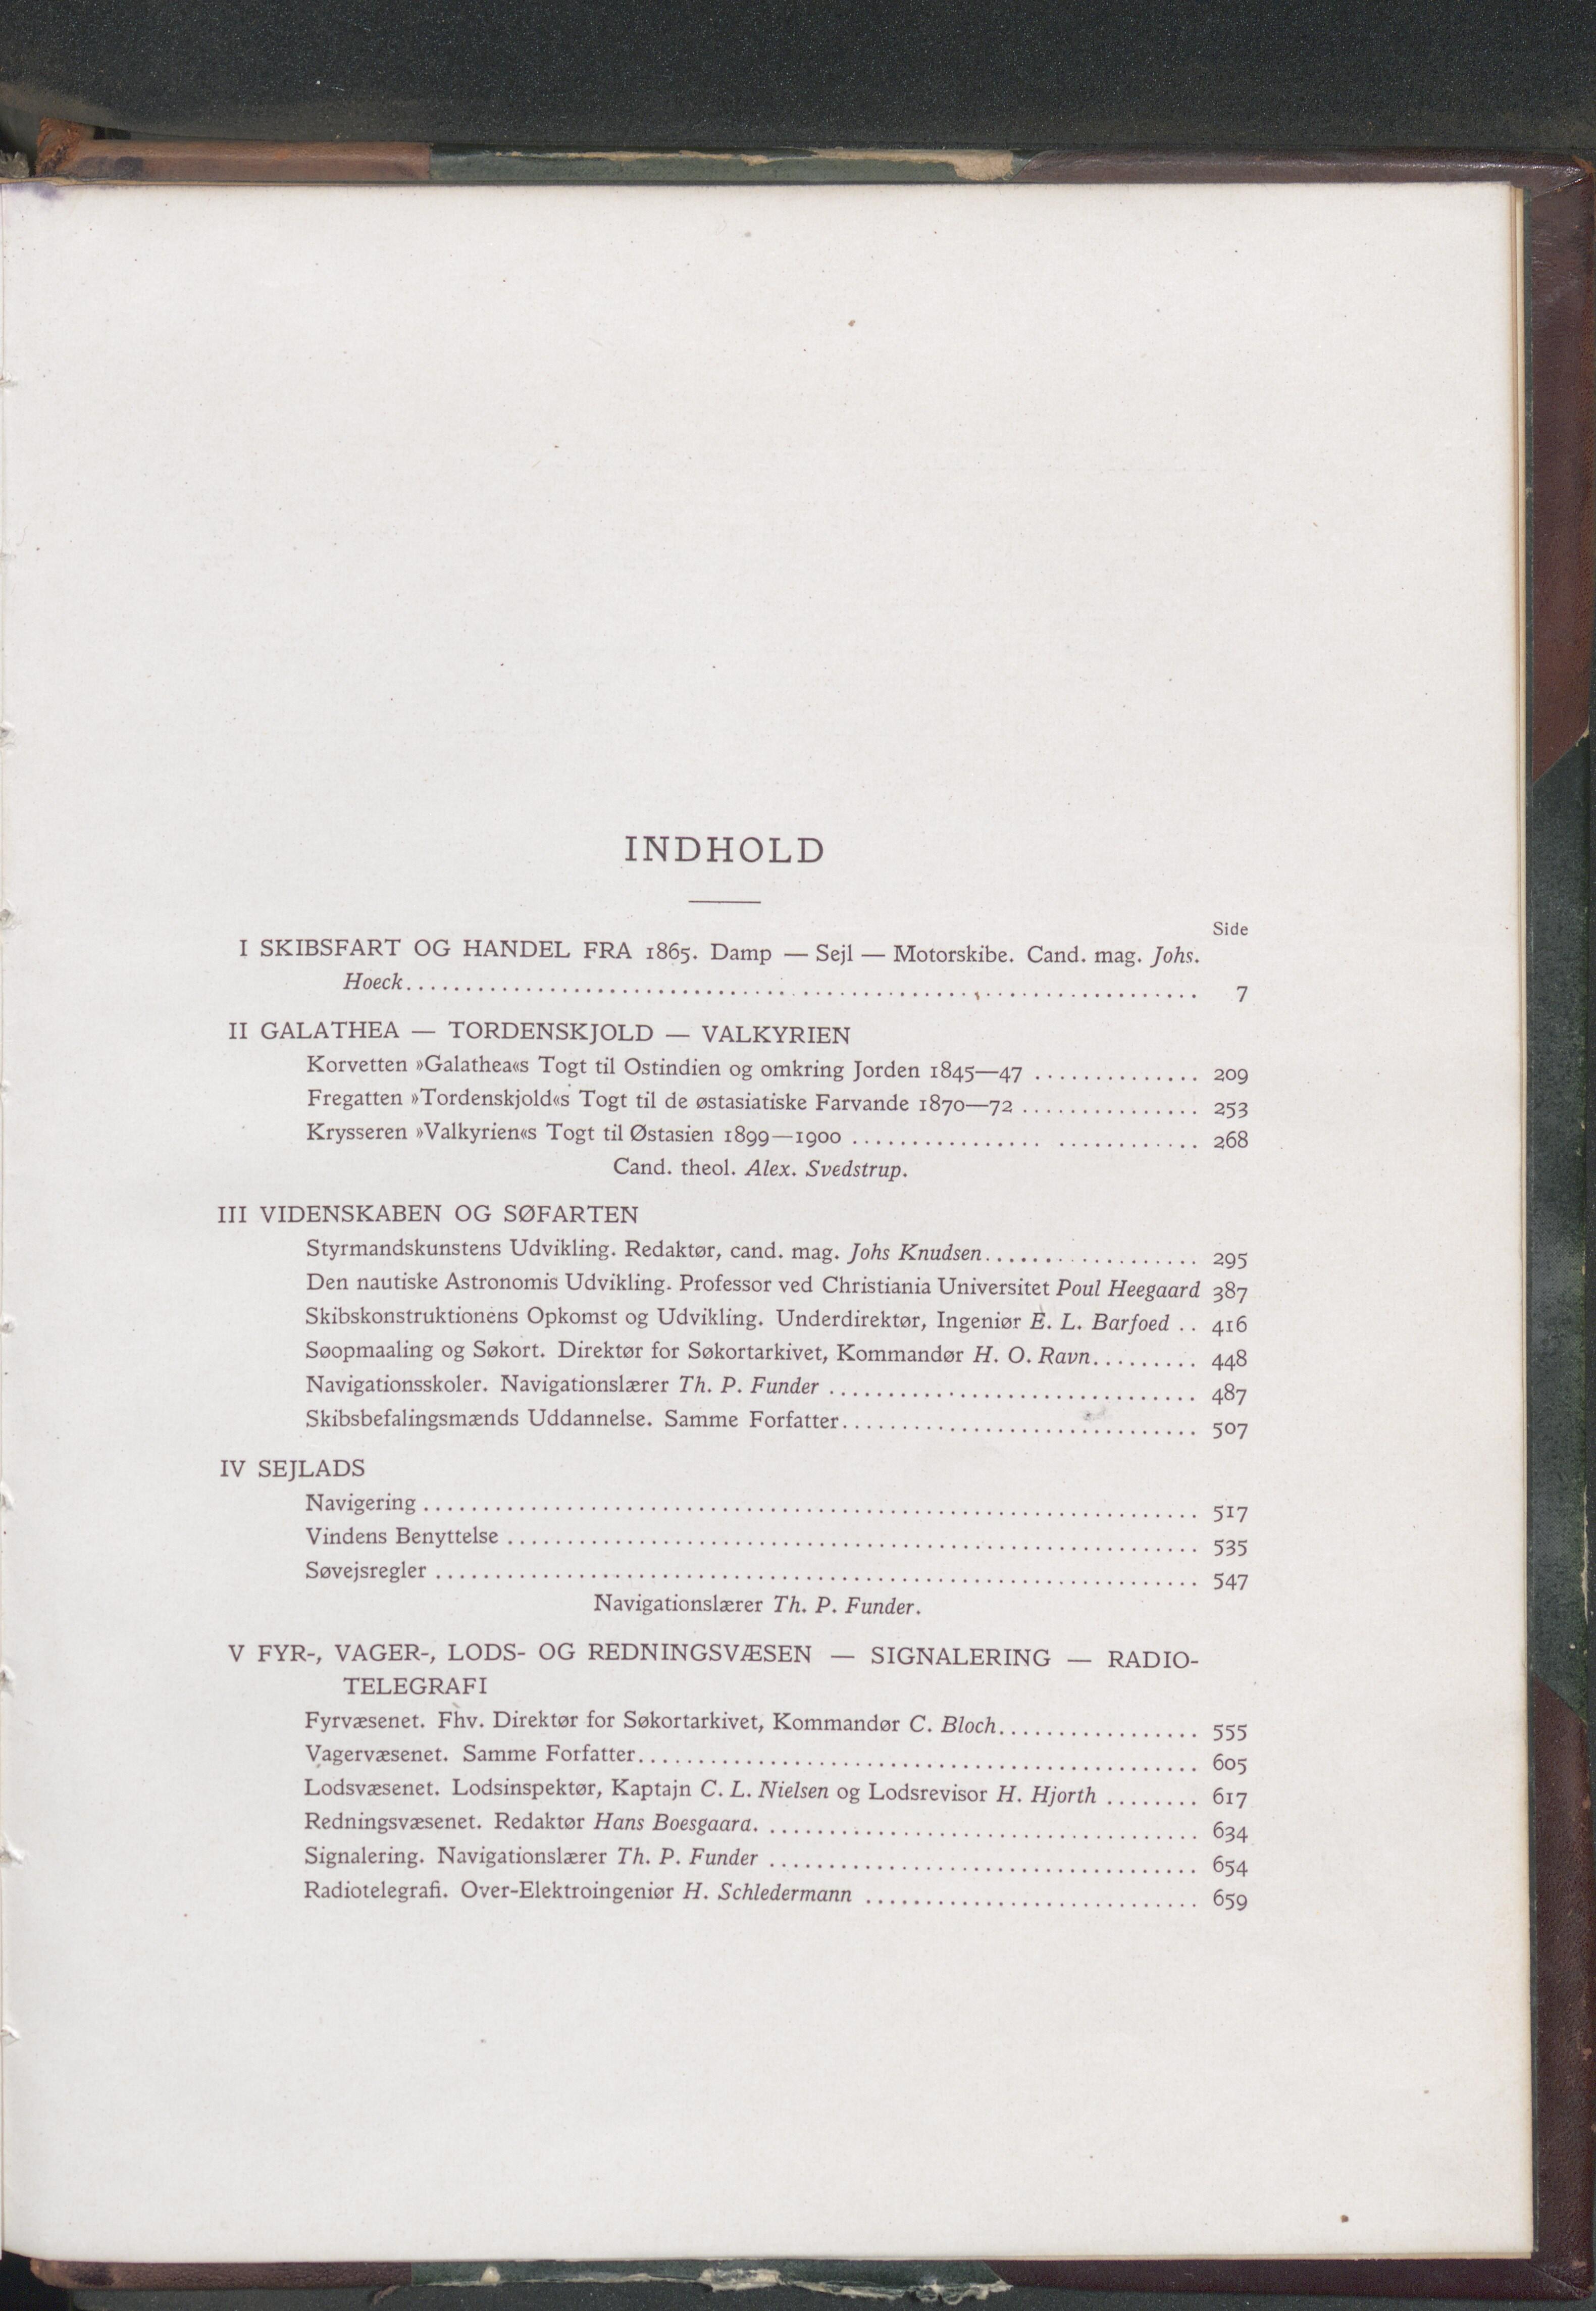 INDHOLD
Side
I SKIBSFART OG HANDEL FRA 1865. Damp — Sejl — Motorskibe. Cand. mag. Johs.
Hoeck........................................................ 7
II GALATHEA — TORDENSKJOLD — VALKYRIEN
Korvetten »Galathea«s Togt til Ostindien og omkring Jorden 1845—47 .............. 209
Fregatten »Tordenskjold«s Togt til de østasiatiske Farvande 1870—72 ............... 253
Krysseren »Valkyrien«s Togt til Østasien 1899—1900 ............................ 268
Cand. theol. Alex. Svedstrup.
III VIDENSKABEN OG SØFARTEN
Styrmandskunstens Udvikling. Redaktør, cand. mag. Johs Knudsen.................. 295
Den nautiske Astronomis Udvikling. Professor ved Christiania Universitet Poul Heegaard 387
Skibskonstruktionens Opkomst og Udvikling. Underdirektør, Ingeniør E. L. Barfoed .. 416
Søopmaaling og Søkort. Direktør for Søkortarkivet, Kommandør H. O. Ravn......... 448
Navigationsskoler. Navigationslærer Th. P. Funder ............................... 487
Skibsbefalingsmænds Uddannelse. Samme Forfatter.............................. 507
IV SEJLADS
Navigering ................................................................. 517
Vindens Benyttelse .......................................................... 535
Søvejsregler ................................................................ 547
Navigationslærer Th. P. Funder.
V FYR-, VAGER-, LODS- OG REDNINGSVÆSEN — SIGNALERING — RADIO-
TELEGRAFI
Fyrvæsenet. Fhv. Direktør for Søkortarkivet, Kommandør C. Bloch................. 555
Vagervæsenet. Samme Forfatter............................................... 605
Lodsvæsenet. Lodsinspektør, Kaptajn C. L. Nielsen og Lodsrevisor H. Hjorth ........ 617
Redningsvæsenet. Redaktør Hans Boesgaara. .................................... 634
Signalering. Navigationslærer Th. P. Funder .................................... 654
Radiotelegrafi. Over-Elektroingeniør H. Schledermann ............................ 659